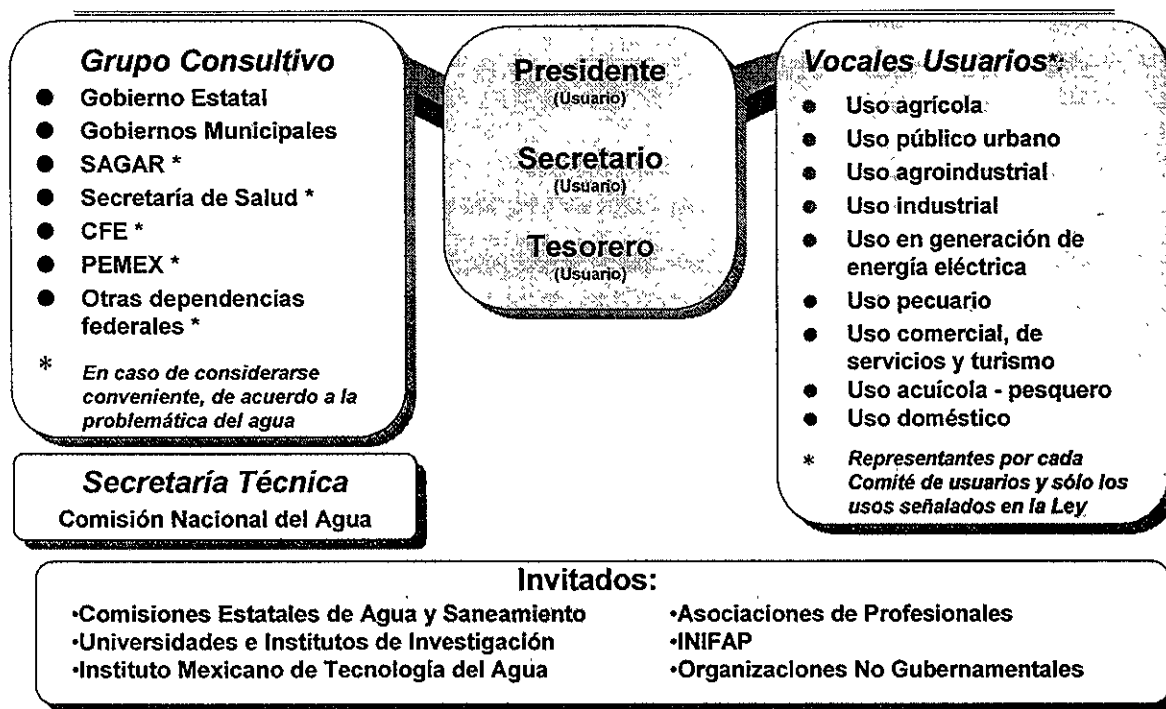 Grupo Consultivo
● Gobierno Estatal
● Gobiernos Municipales
● SAGAR *
● Secretaría de Salud *
● CFE *
● PEMEX *
● Otras dependencias
federales *
* En caso de considerarse
conveniente, de acuerdo a la
problemática del agua
Secretaría Técnica
Comisión Nacional del Agua
Presidente
(Usuario)
Secretario
(Usuario)
Tesorero
(Usuario)
Vocales Usuarios*:
● Uso agrícola
● Uso público urbano
● Uso agroindustrial
● Uso industrial
● Uso en generación de
energía eléctrica
● Uso pecuario
● Uso comercial, de
servicios y turismo
● Uso acuícola - pesquero
● Uso doméstico
* Representantes por cada
Comité de usuarios y sólo los
usos señalados en la Ley
Invitados:
•Comisiones Estatales de Agua y Saneamiento
•Universidades e Institutos de Investigación
•Instituto Mexicano de Tecnología del Agua
•Asociaciones de Profesionales
•INIFAP
•Organizaciones No Gubernamentales